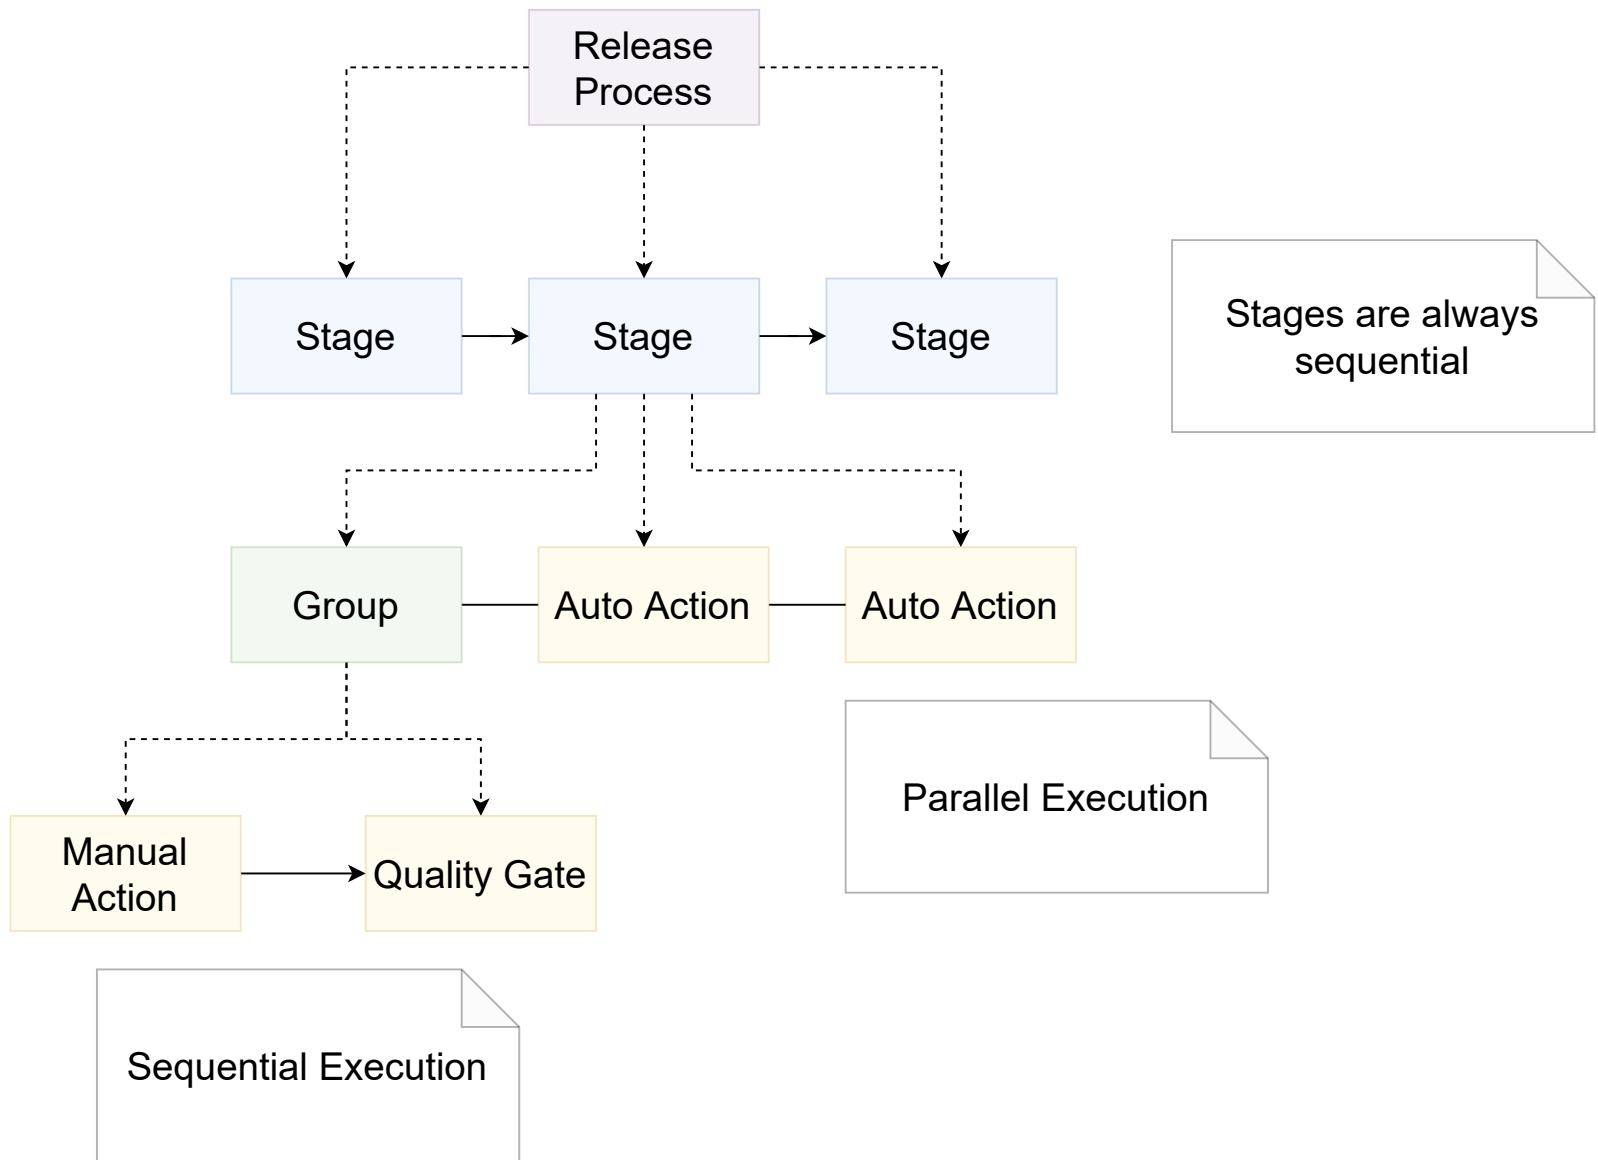 Release
Process
Stage
Stage
Stage
Stages are always
sequential
Group
Auto Action
Auto Action
Parallel Execution
Manual
Action
Quality Gate
Sequential Execution